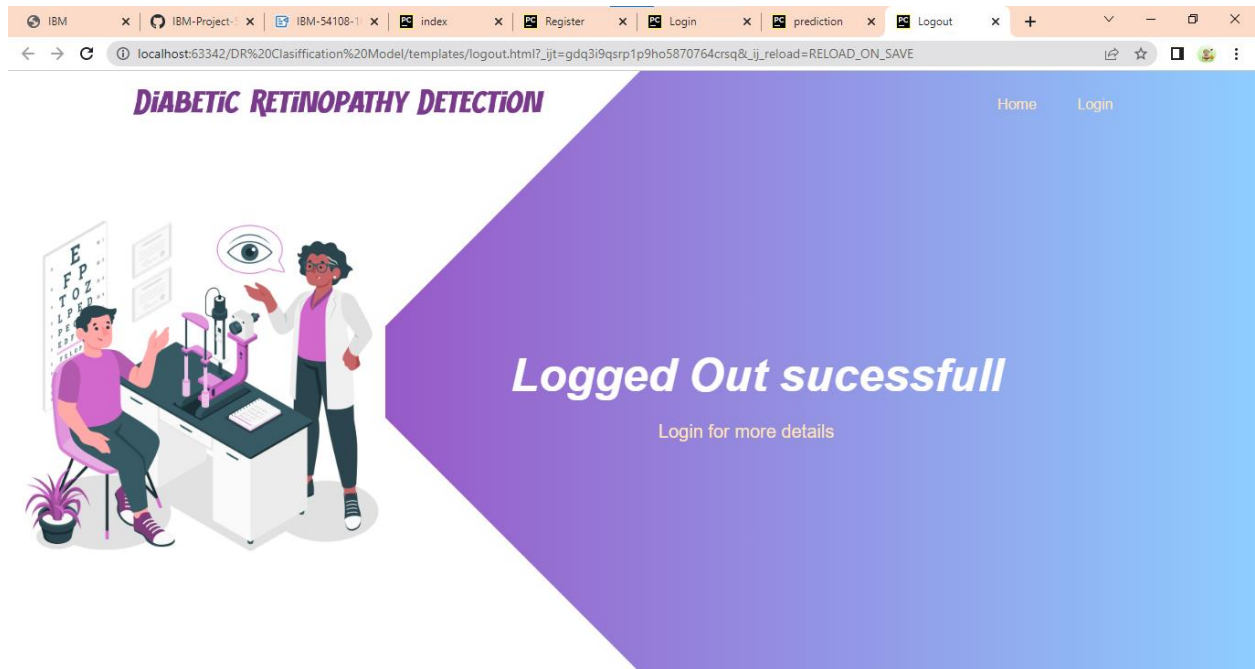 IBM
IBM-Project-
IBM-54108-1
index
Register
Login
prediction
Logout
localhost:63342/DR%20Clasiffication%20Model/templates/logout.html?_ijt=gdq3i9qsrp1p9ho5870764crsq&_ij_reload=RELOAD_ON_SAVE
DiABETiC RETiNOPATHY DETECTiON
Home Login
E
F P
T O Z
L P E D
Logged Out sucessfull
Login for more details